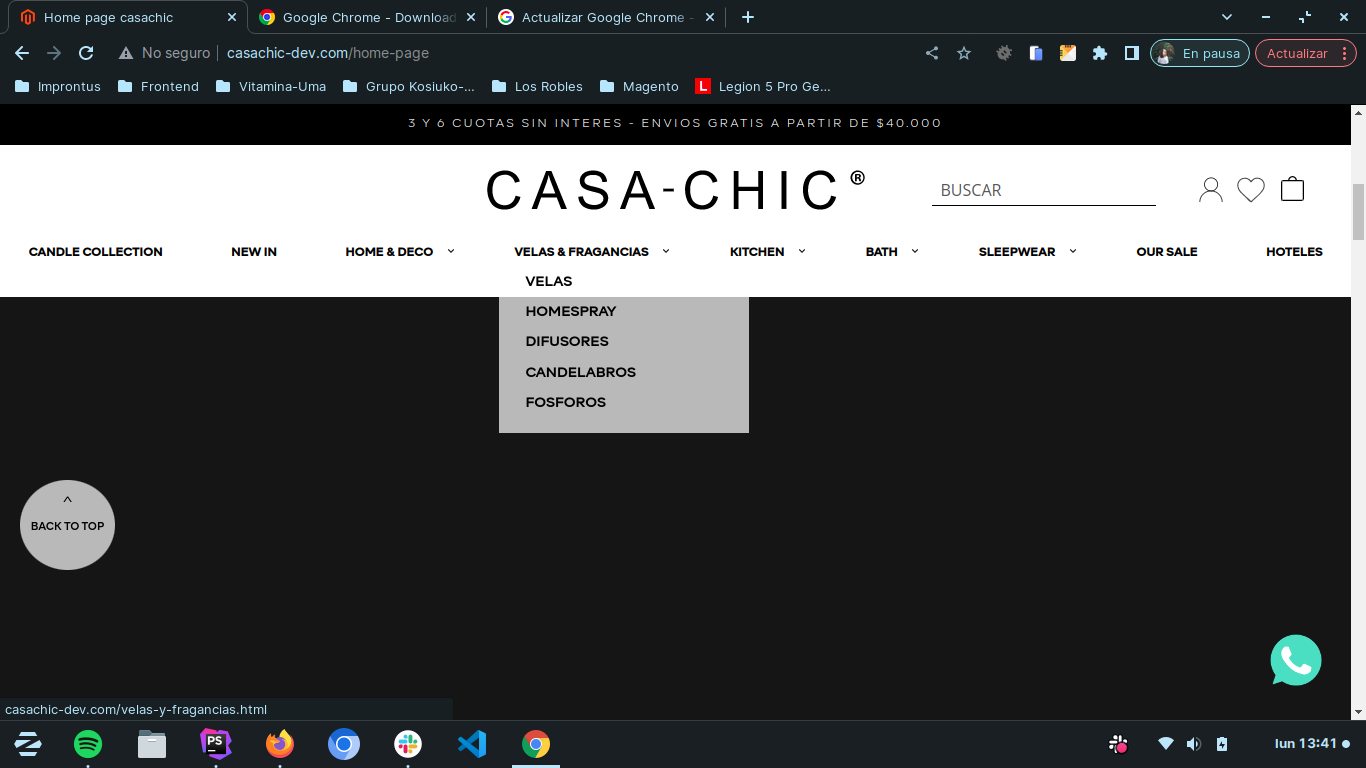 Home page casachic
Google Chrome - Download
Actualizar Google Chrome -
No seguro
casachic-dev.com/home-page
En pausa
Actualizar
Improntus
Frontend
Vitamina-Uma
Grupo Kosiuko-...
Los Robles
Magento
L
Legion 5 Pro Ge...
3 Y 6 CUOTAS SIN INTERES - ENVIOS GRATIS A PARTIR DE $40.000
CASA-CHIC®
BUSCAR
CANDLE COLLECTION
NEW IN
HOME & DECO
VELAS & FRAGANCIAS
KITCHEN
BATH
SLEEPWEAR
OUR SALE
HOTELES
VELAS
HOMESPRAY
DIFUSORES
CANDELABROS
FOSFOROS
BACK TO TOP
casachic-dev.com/velas-y-fragancias.html
PS
lun 13:41